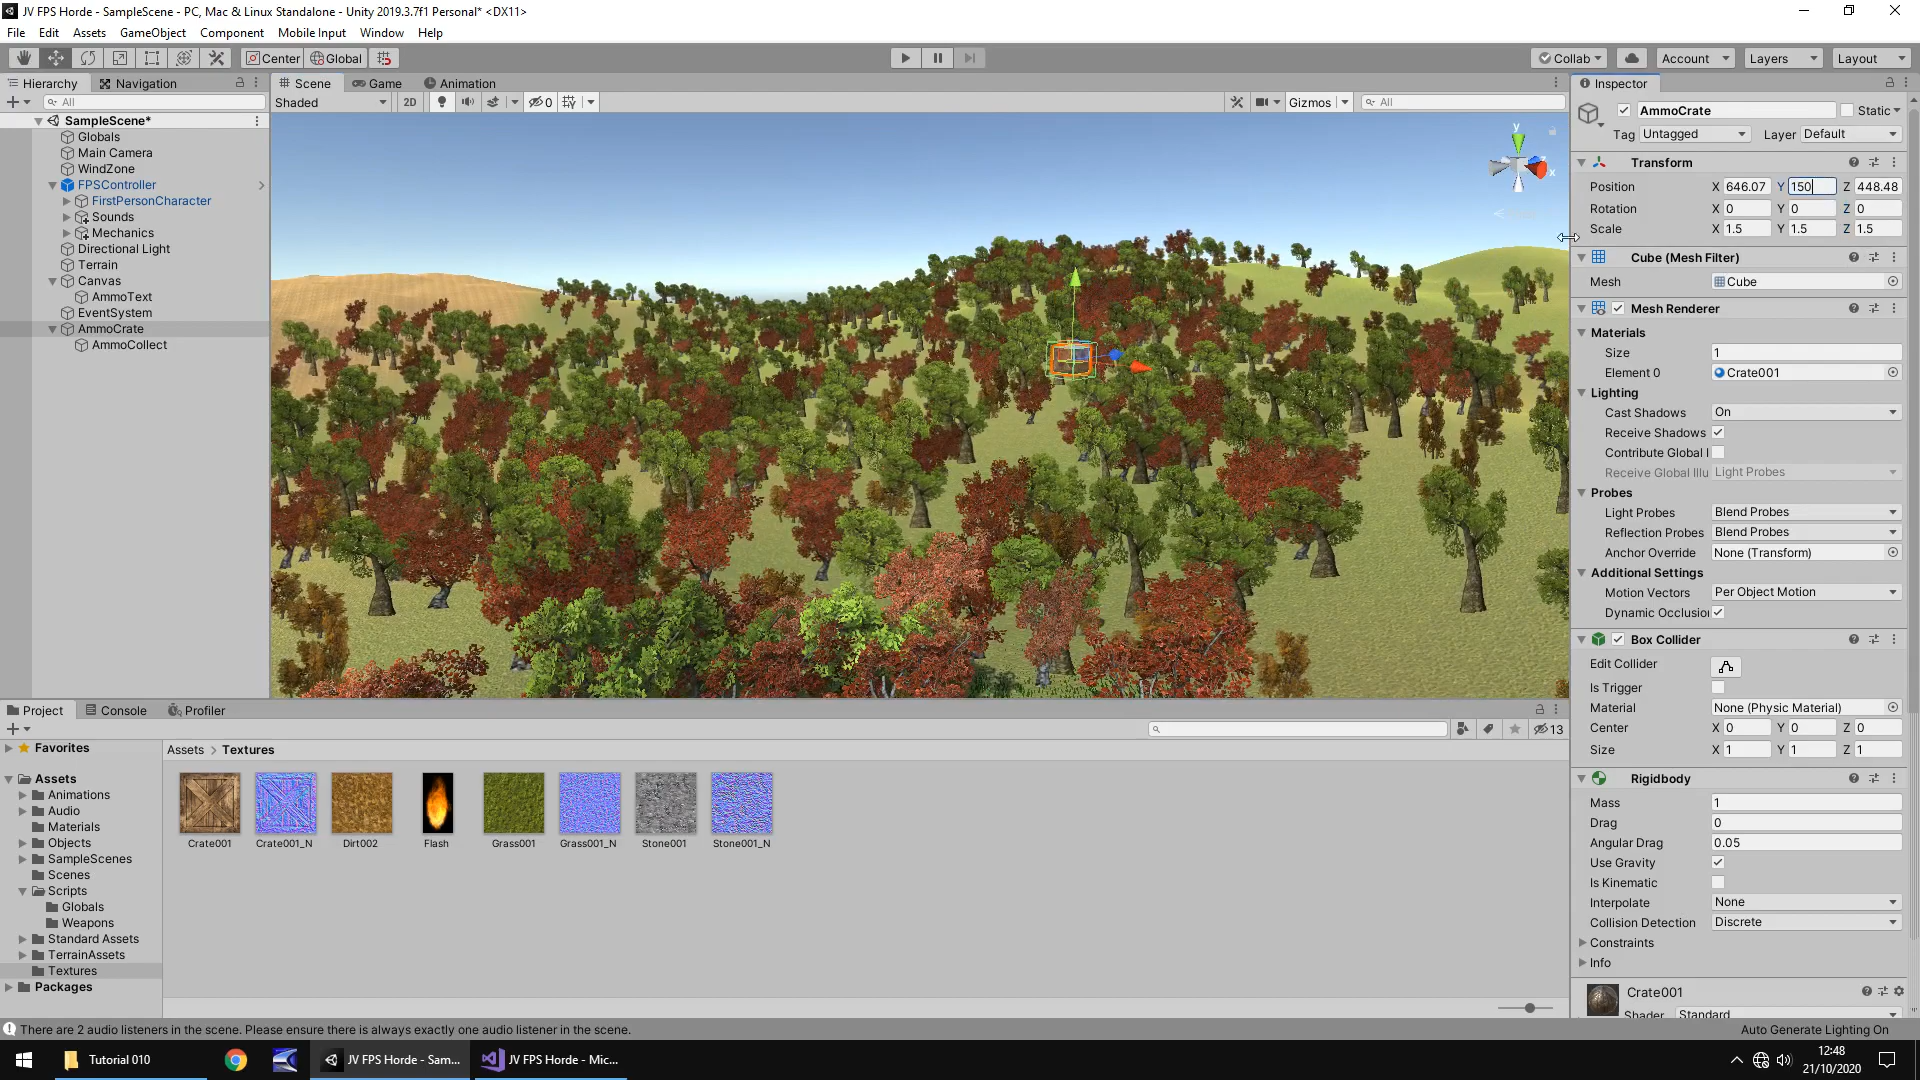 JV FPS Horde - SampleScene - PC, Mac & Linux Standalone - Unity 2019.3.7f1 Personal* <DX11>
File Edit Assets GameObject Component Mobile Input Window Help
Center Global Collab Account Layers Layout
Hierarchy Navigation Scene Game Animation Inspector
All Shaded 2D 0 Gizmos All
SampleScene*
Globals
Main Camera
WindZone
FPSController
FirstPersonCharacter
Sounds
Mechanics
Directional Light
Terrain
Canvas
AmmoText
EventSystem
AmmoCrate
AmmoCollect
y
x
AmmoCrate Static
Tag Untagged Layer Default
Transform
Position X 646.07 Y 150 Z 448.48
Rotation X 0 Y 0 Z 0
Scale X 1.5 Y 1.5 Z 1.5
Cube (Mesh Filter)
Mesh Cube
Mesh Renderer
Materials
Size 1
Element 0 Crate001
Lighting
Cast Shadows On
Receive Shadows
Contribute Global I
Receive Global Illu Light Probes
Probes
Light Probes Blend Probes
Reflection Probes Blend Probes
Anchor Override None (Transform)
Additional Settings
Motion Vectors Per Object Motion
Dynamic Occlusion
Box Collider
Edit Collider
Is Trigger
Material None (Physic Material)
Center X 0 Y 0 Z 0
Size X 1 Y 1 Z 1
Rigidbody
Mass 1
Drag 0
Angular Drag 0.05
Use Gravity
Is Kinematic
Interpolate None
Collision Detection Discrete
Constraints
Info
Crate001
Shader Standard
Project Console Profiler
13
Favorites
Assets
Animations
Audio
Materials
Objects
SampleScenes
Scenes
Scripts
Globals
Weapons
Standard Assets
TerrainAssets
Textures
Packages
Assets > Textures
Crate001 Crate001_N Dirt002 Flash Grass001 Grass001_N Stone001 Stone001_N
There are 2 audio listeners in the scene. Please ensure there is always exactly one audio listener in the scene.
Auto Generate Lighting On
Tutorial 010 JV FPS Horde - Sam... JV FPS Horde - Mic...
12:48
21/10/2020